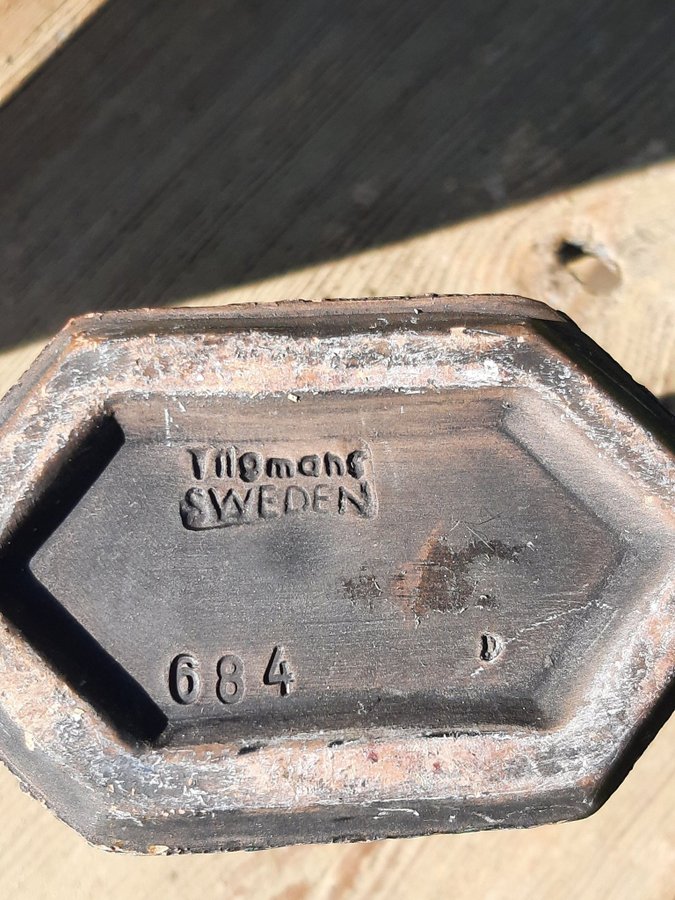 Tilgmans
SWEDEN
684
D